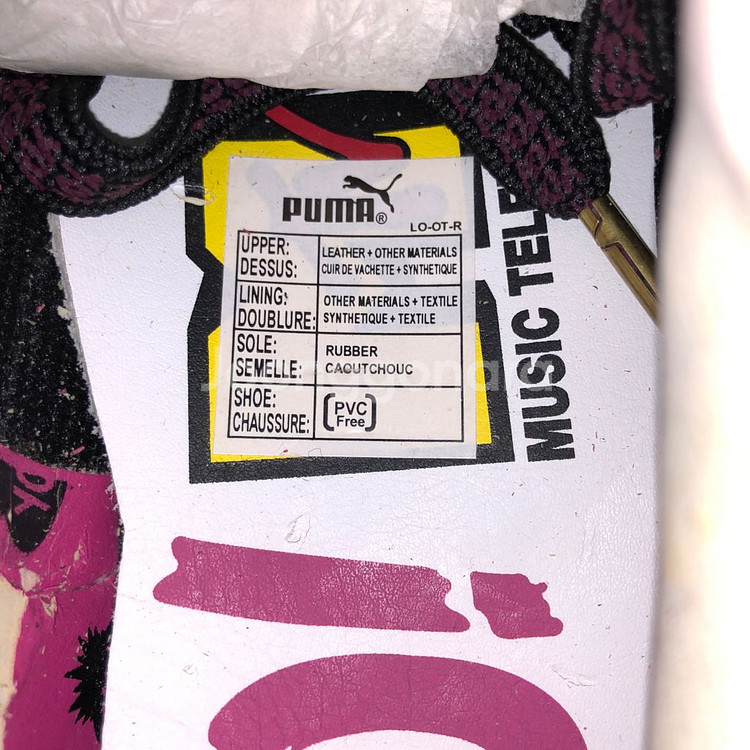 PUMA®
LO-OT-R
UPPER: LEATHER + OTHER MATERIALS
DESSUS: CUIR DE VACHETTE + SYNTHETIQUE
LINING: OTHER MATERIALS + TEXTILE
DOUBLURE: SYNTHETIQUE + TEXTILE
SOLE: RUBBER
SEMELLE: CAOUTCHOUC
SHOE: PVC
CHAUSSURE: Free
MUSIC TELE